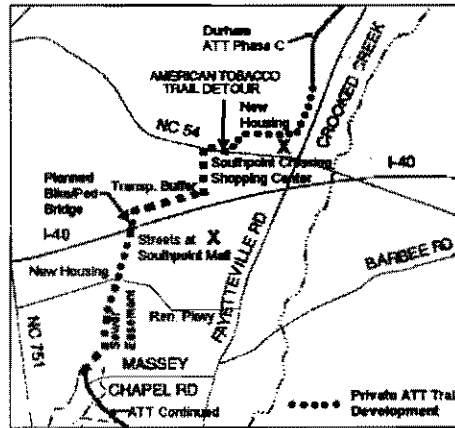 Durham
ATT Phase C
AMERICAN TOBACCO
TRAIL DETOUR
New
Housing
CROOKED CREEK
NC 54
X
Southpoint Crossing
Shopping Center
I-40
Planned
Bike/Ped
Bridge
Transp. Buffer
I-40
Streets at X
Southpoint Mall
FAYETTEVILLE RD
BARBEE RD
New Housing
Ren. Pkwy
NC 751
Sewer
Easement
MASSEY
CHAPEL RD
ATT Continued
Private ATT Trail
Development